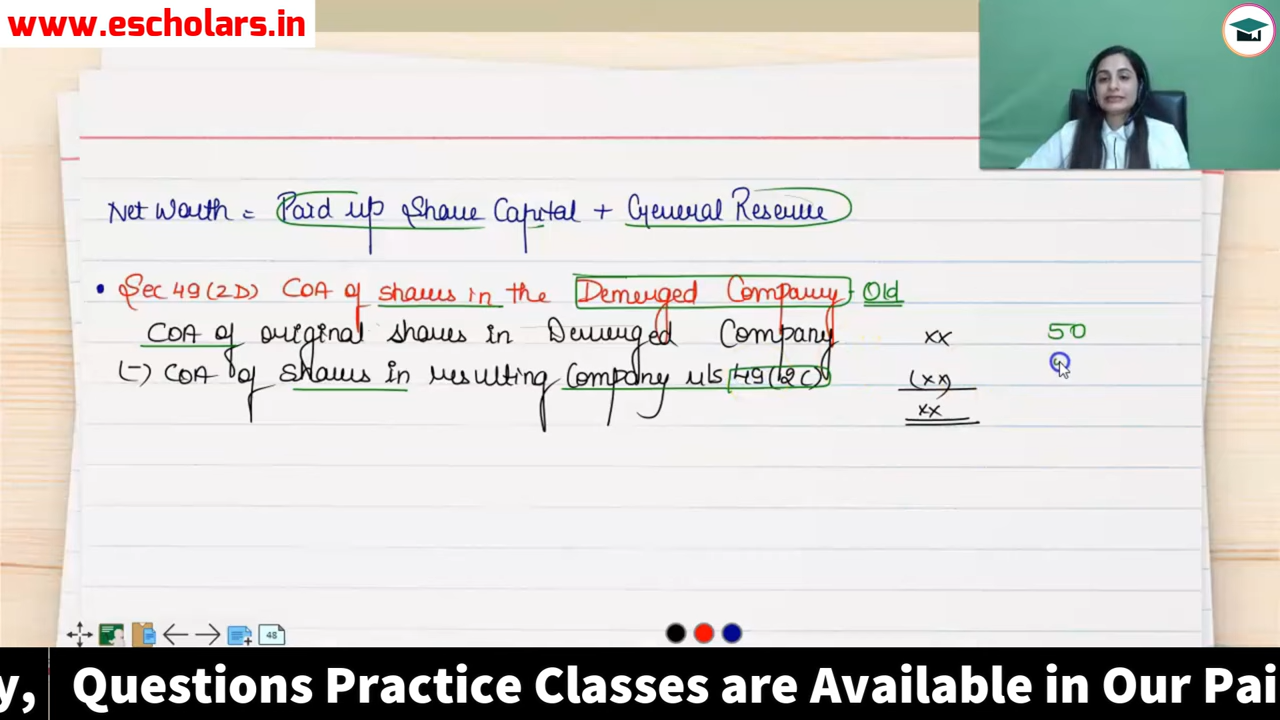 www.escholars.in
Net Worth = Paid up Share Capital + General Reserve
• Sec 49(2D) COA of shares in the Demerged Company Old
COA of original shares in Demerged Company xx 50
(-) COA of shares in resulting Company u/s 49(2C) (xx)
xx
48
y, Questions Practice Classes are Available in Our Pai